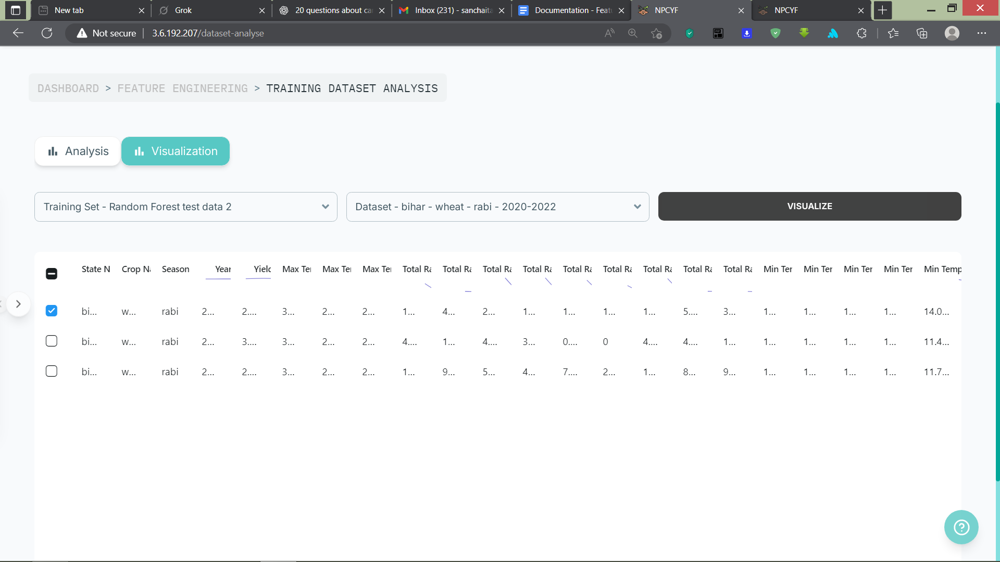 New tab
Grok
20 questions about ca
Inbox (231) - sanchaita
Documentation - Feat
NPCYF
NPCYF
Not secure
3.6.192.207/dataset-analyse
DASHBOARD > FEATURE ENGINEERING > TRAINING DATASET ANALYSIS
Analysis
Visualization
Training Set - Random Forest test data 2
Dataset - bihar - wheat - rabi - 2020-2022
VISUALIZE
State N Crop Na Season Year Yield Max Ter Max Ter Max Ter Total Ra Total Ra Total Ra Total Ra Total Ra Total Ra Total Ra Total Ra Total Ra Min Ter Min Ter Min Ter Min Ter Min Temp
bi... w... rabi 2... 2.... 3... 2... 2... 1... 4... 2... 1... 1... 1... 1... 5.... 3... 1... 1... 1... 1... 14.0...
bi... w... rabi 2... 3.... 3... 2... 2... 4.... 1... 4.... 3... 0.... 0 4.... 4.... 1... 1... 1... 1... 1... 11.4...
bi... w... rabi 2... 2.... 3... 2... 2... 1... 9... 5... 4... 7.... 2... 1... 8... 9... 1... 1... 1... 1... 11.7...